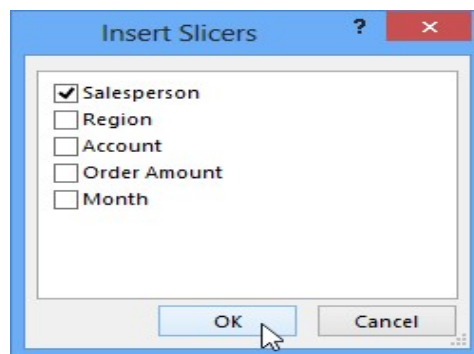 Insert Slicers ?
Salesperson
Region
Account
Order Amount
Month
OK Cancel